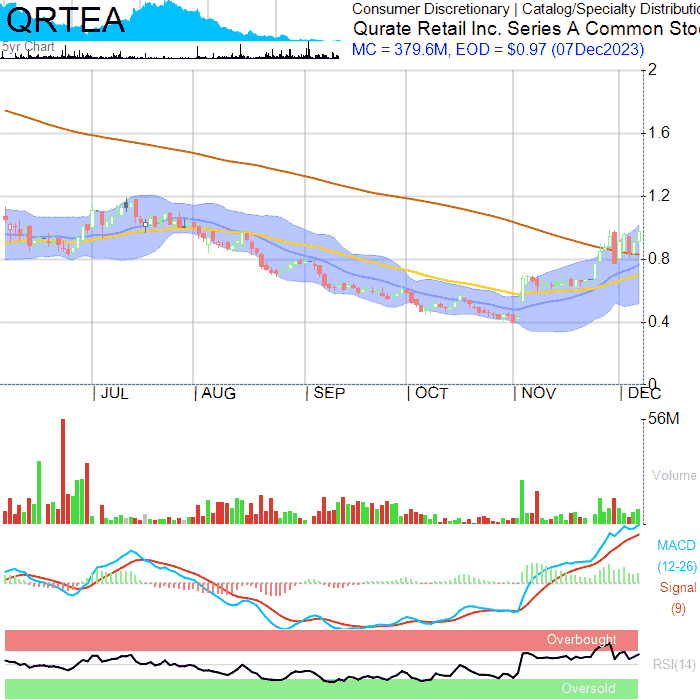 QRTEA
5yr Chart
Consumer Discretionary | Catalog/Specialty Distributio
Qurate Retail Inc. Series A Common Sto
MC = 379.6M, EOD = $0.97 (07Dec2023)
2
1.6
1.2
0.8
0.4
0
JUL
AUG
SEP
OCT
NOV
DEC
56M
Volume
MACD
(12-26)
Signal
(9)
Overbought
RSI(14)
Oversold